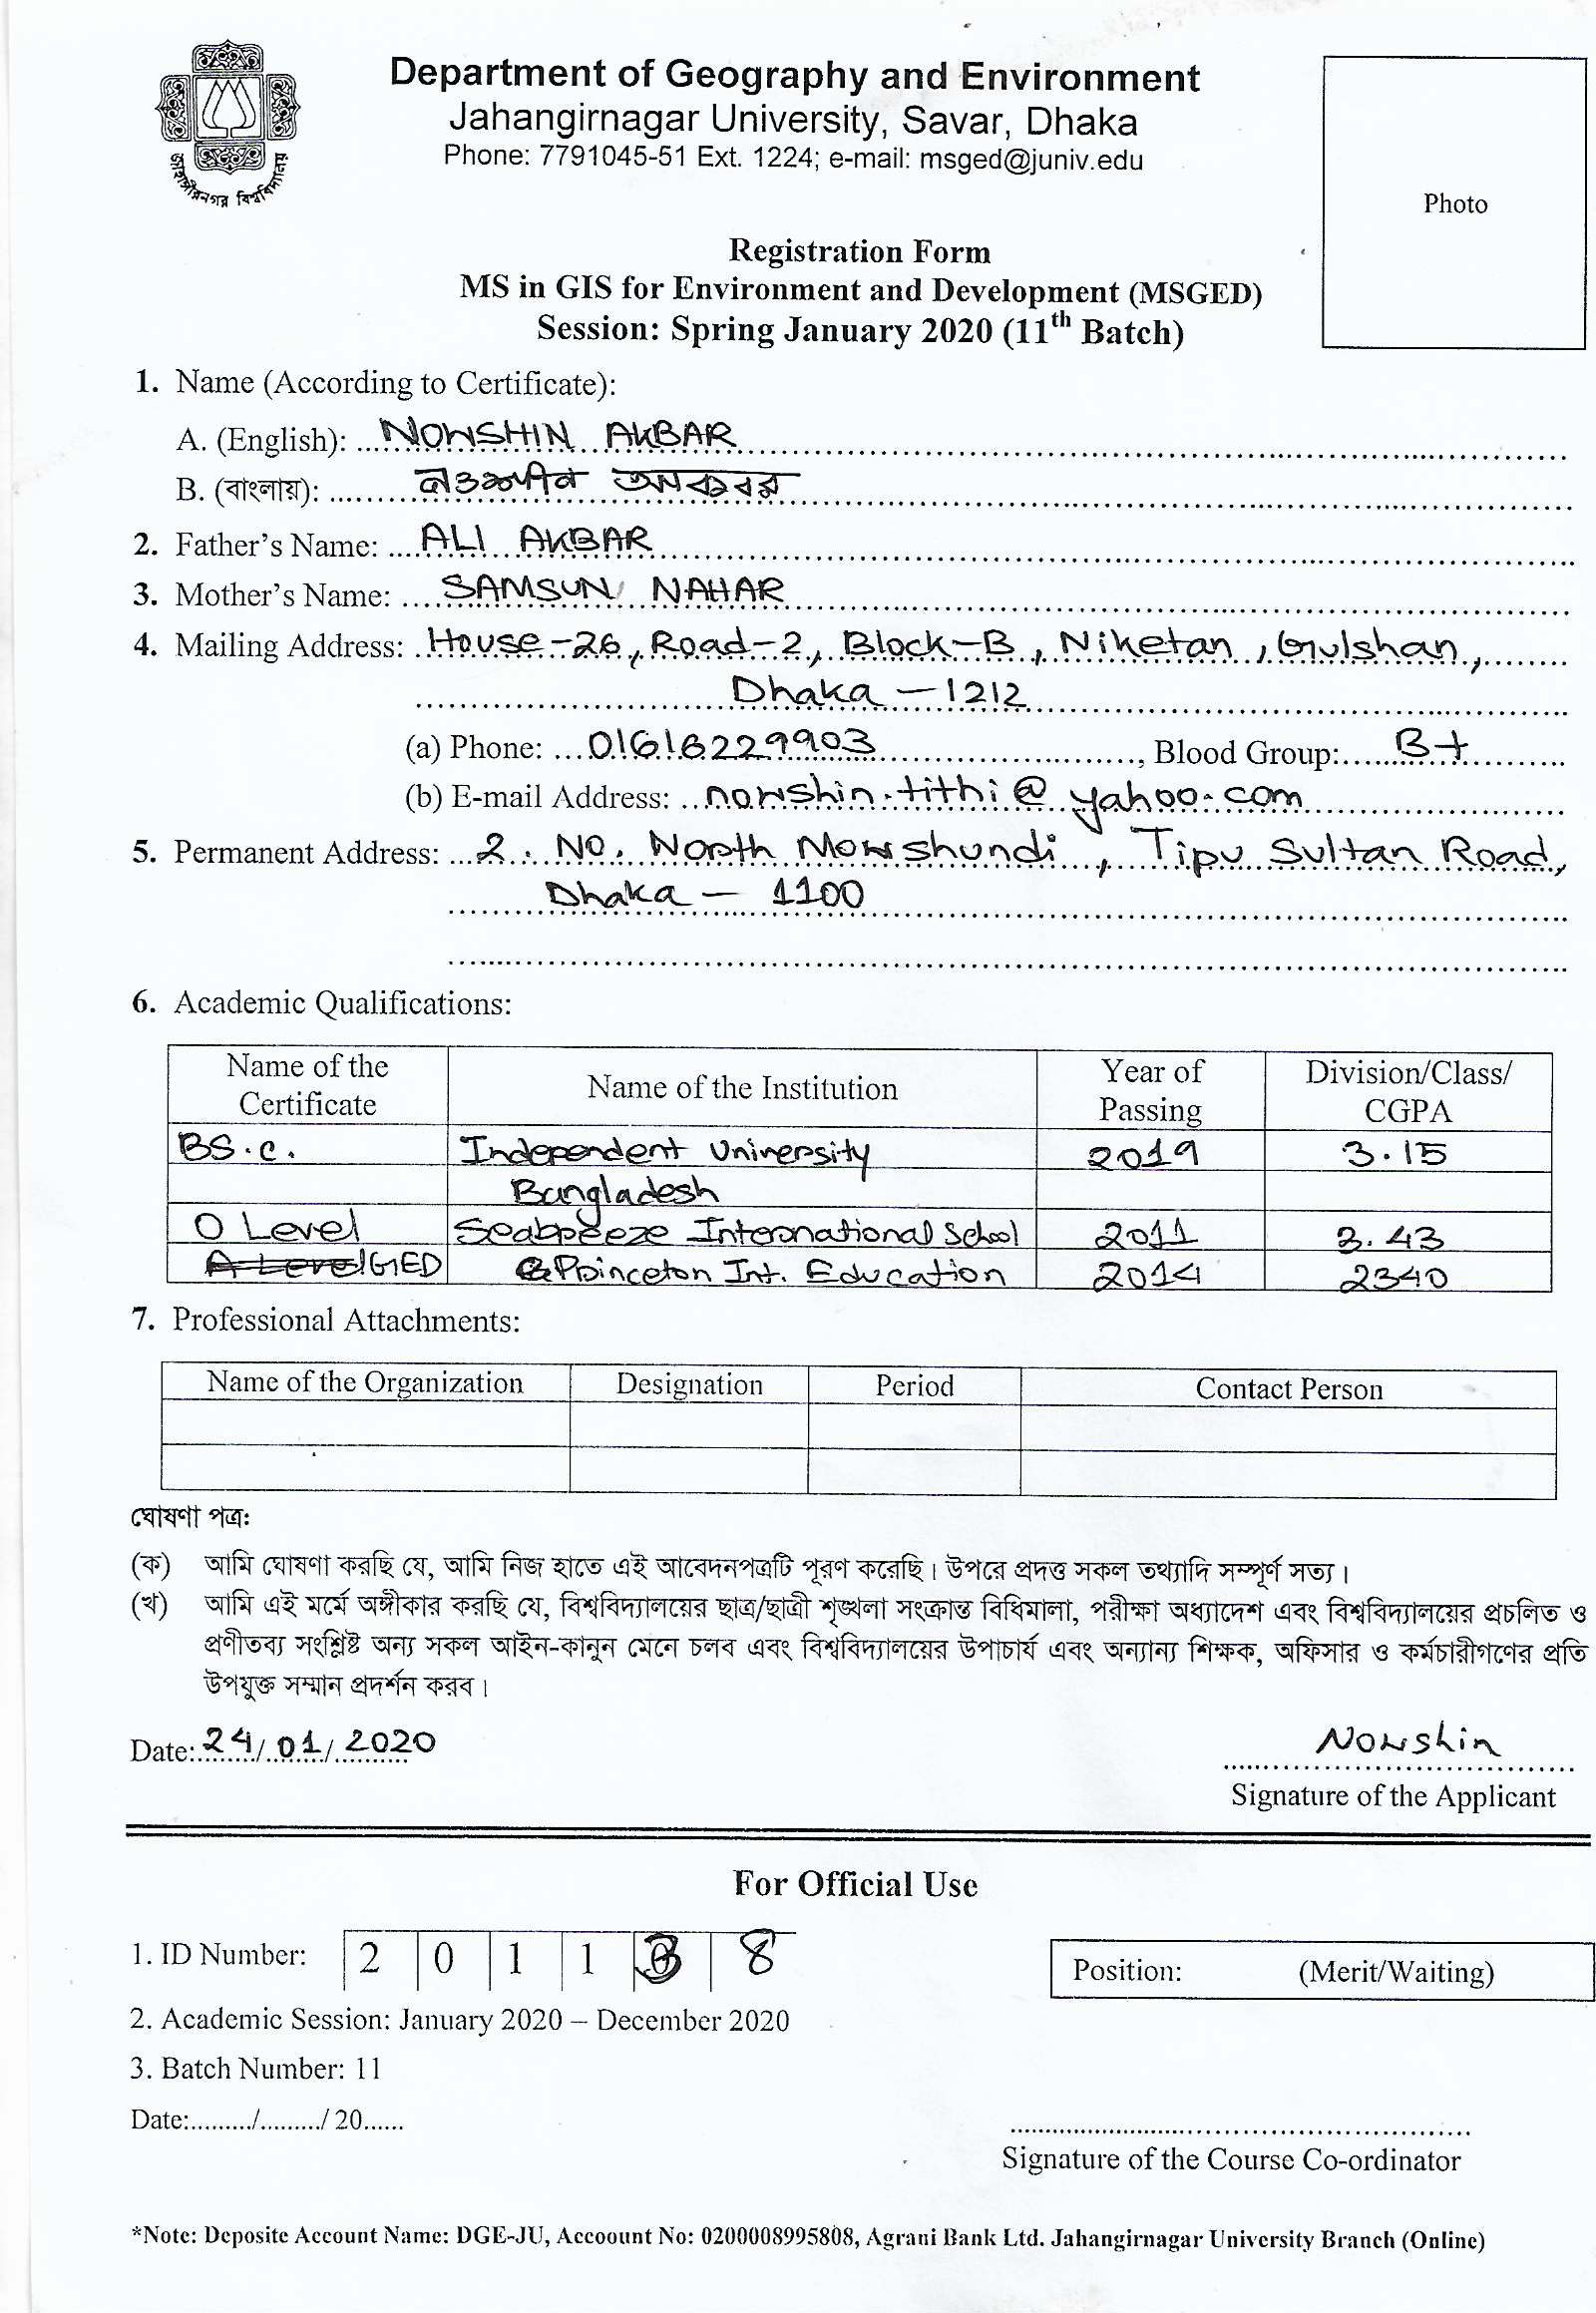 জাহাঙ্গীরনগর বিশ্ববিদ্যালয়
Department of Geography and Environment
Jahangirnagar University, Savar, Dhaka
Phone: 7791045-51 Ext. 1224; e-mail: msged@juniv.edu
Photo
Registration Form
MS in GIS for Environment and Development (MSGED)
Session: Spring January 2020 (11th Batch)
1. Name (According to Certificate):
A. (English): NOWSHIN AKBAR
B. (বাংলায়): নওশীন আকবর
2. Father's Name: ALI AKBAR
3. Mother's Name: SAMSUN NAHAR
4. Mailing Address: House-26, Road-2, Block-B, Niketan, Gulshan,
Dhaka - 1212
(a) Phone: 01616229903, Blood Group: B+
(b) E-mail Address: nowshin.tithi@yahoo.com
5. Permanent Address: 2. No. North Mowshundi, Tipu Sultan Road,
Dhaka - 1100
6. Academic Qualifications:
Name of the Certificate Name of the Institution Year of Passing Division/Class/CGPA
BS.c. Independent University 2019 3.15
Bangladesh
O Level Seabreeze International School 2011 3.43
A Level GED Princeton Int. Education 2014 2340
7. Professional Attachments:
Name of the Organization Designation Period Contact Person
ঘোষণা পত্র:
(ক) আমি ঘোষণা করছি যে, আমি নিজ হাতে এই আবেদনপত্রটি পূরণ করেছি। উপরে প্রদত্ত সকল তথ্যাদি সম্পূর্ণ সত্য।
(খ) আমি এই মর্মে অঙ্গীকার করছি যে, বিশ্ববিদ্যালয়ের ছাত্র/ছাত্রী শৃঙ্খলা সংক্রান্ত বিধিমালা, পরীক্ষা অধ্যাদেশ এবং বিশ্ববিদ্যালয়ের প্রচলিত ও
প্রণীতব্য সংশ্লিষ্ট অন্য সকল আইন-কানুন মেনে চলব এবং বিশ্ববিদ্যালয়ের উপাচার্য এবং অন্যান্য শিক্ষক, অফিসার ও কর্মচারীগণের প্রতি
উপযুক্ত সম্মান প্রদর্শন করব।
Date: 24/01/2020 Nowshin
Signature of the Applicant
For Official Use
1. ID Number: 2 0 1 1 3 8
Position: (Merit/Waiting)
2. Academic Session: January 2020 – December 2020
3. Batch Number: 11
Date:........./........./ 20......
Signature of the Course Co-ordinator
*Note: Deposite Account Name: DGE-JU, Accoount No: 0200008995808, Agrani Bank Ltd. Jahangirnagar University Branch (Online)